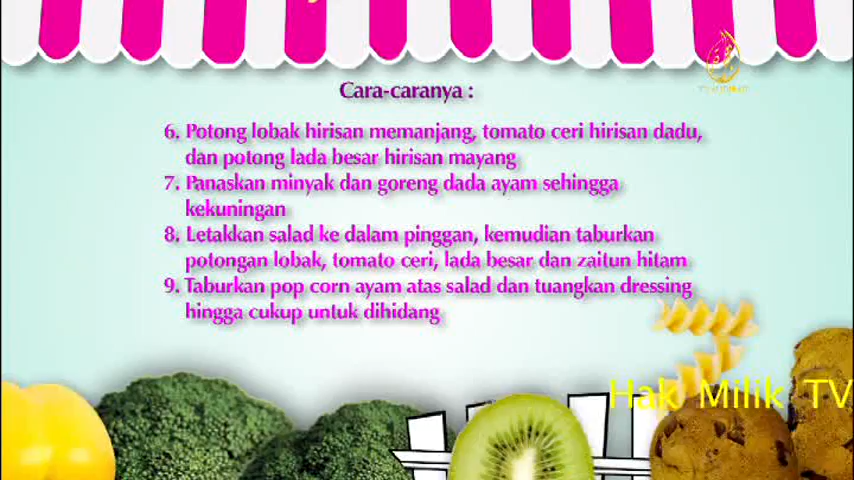 Cara-caranya :
6. Potong lobak hirisan memanjang, tomato ceri hirisan dadu,
dan potong lada besar hirisan mayang
7. Panaskan minyak dan goreng dada ayam sehingga
kekuningan
8. Letakkan salad ke dalam pinggan, kemudian taburkan
potongan lobak, tomato ceri, lada besar dan zaitun hitam
9. Taburkan pop corn ayam atas salad dan tuangkan dressing
hingga cukup untuk dihidang
Hak Milik TV